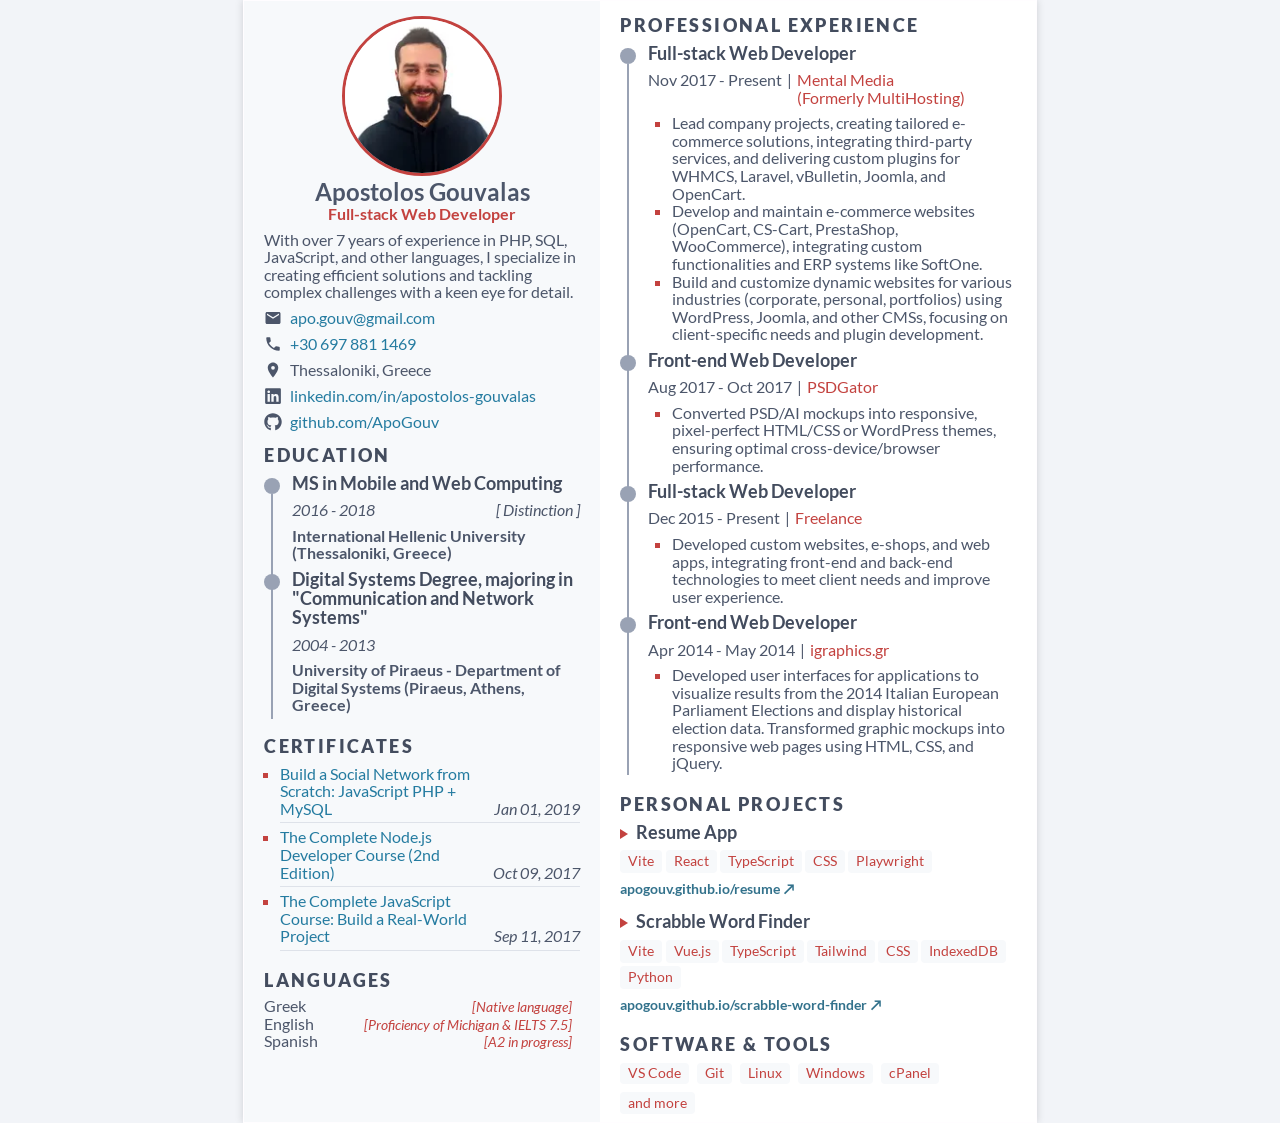 Apostolos Gouvalas
Full-stack Web Developer
With over 7 years of experience in PHP, SQL,
JavaScript, and other languages, I specialize in
creating efficient solutions and tackling
complex challenges with a keen eye for detail.
apo.gouv@gmail.com
+30 697 881 1469
Thessaloniki, Greece
linkedin.com/in/apostolos-gouvalas
github.com/ApoGouv
EDUCATION
MS in Mobile and Web Computing
2016 - 2018 [ Distinction ]
International Hellenic University
(Thessaloniki, Greece)
Digital Systems Degree, majoring in
"Communication and Network
Systems"
2004 - 2013
University of Piraeus - Department of
Digital Systems (Piraeus, Athens,
Greece)
CERTIFICATES
Build a Social Network from
Scratch: JavaScript PHP +
MySQL Jan 01, 2019
The Complete Node.js
Developer Course (2nd
Edition) Oct 09, 2017
The Complete JavaScript
Course: Build a Real-World
Project Sep 11, 2017
LANGUAGES
Greek [Native language]
English [Proficiency of Michigan & IELTS 7.5]
Spanish [A2 in progress]
PROFESSIONAL EXPERIENCE
Full-stack Web Developer
Nov 2017 - Present | Mental Media
(Formerly MultiHosting)
Lead company projects, creating tailored e-
commerce solutions, integrating third-party
services, and delivering custom plugins for
WHMCS, Laravel, vBulletin, Joomla, and
OpenCart.
Develop and maintain e-commerce websites
(OpenCart, CS-Cart, PrestaShop,
WooCommerce), integrating custom
functionalities and ERP systems like SoftOne.
Build and customize dynamic websites for various
industries (corporate, personal, portfolios) using
WordPress, Joomla, and other CMSs, focusing on
client-specific needs and plugin development.
Front-end Web Developer
Aug 2017 - Oct 2017 | PSDGator
Converted PSD/AI mockups into responsive,
pixel-perfect HTML/CSS or WordPress themes,
ensuring optimal cross-device/browser
performance.
Full-stack Web Developer
Dec 2015 - Present | Freelance
Developed custom websites, e-shops, and web
apps, integrating front-end and back-end
technologies to meet client needs and improve
user experience.
Front-end Web Developer
Apr 2014 - May 2014 | igraphics.gr
Developed user interfaces for applications to
visualize results from the 2014 Italian European
Parliament Elections and display historical
election data. Transformed graphic mockups into
responsive web pages using HTML, CSS, and
jQuery.
PERSONAL PROJECTS
Resume App
Vite React TypeScript CSS Playwright
apogouv.github.io/resume ↗
Scrabble Word Finder
Vite Vue.js TypeScript Tailwind CSS IndexedDB
Python
apogouv.github.io/scrabble-word-finder ↗
SOFTWARE & TOOLS
VS Code Git Linux Windows cPanel
and more